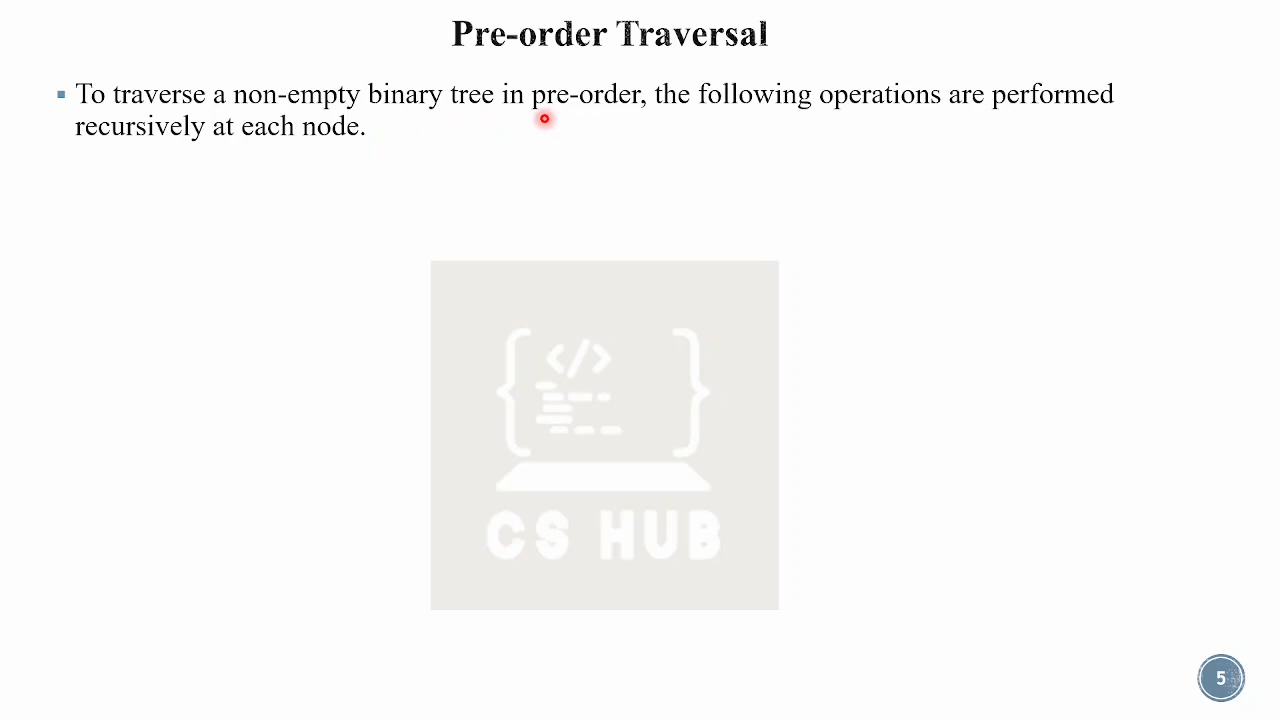 Pre-order Traversal
▪ To traverse a non-empty binary tree in pre-order, the following operations are performed
recursively at each node.
</>
CS HUB
5